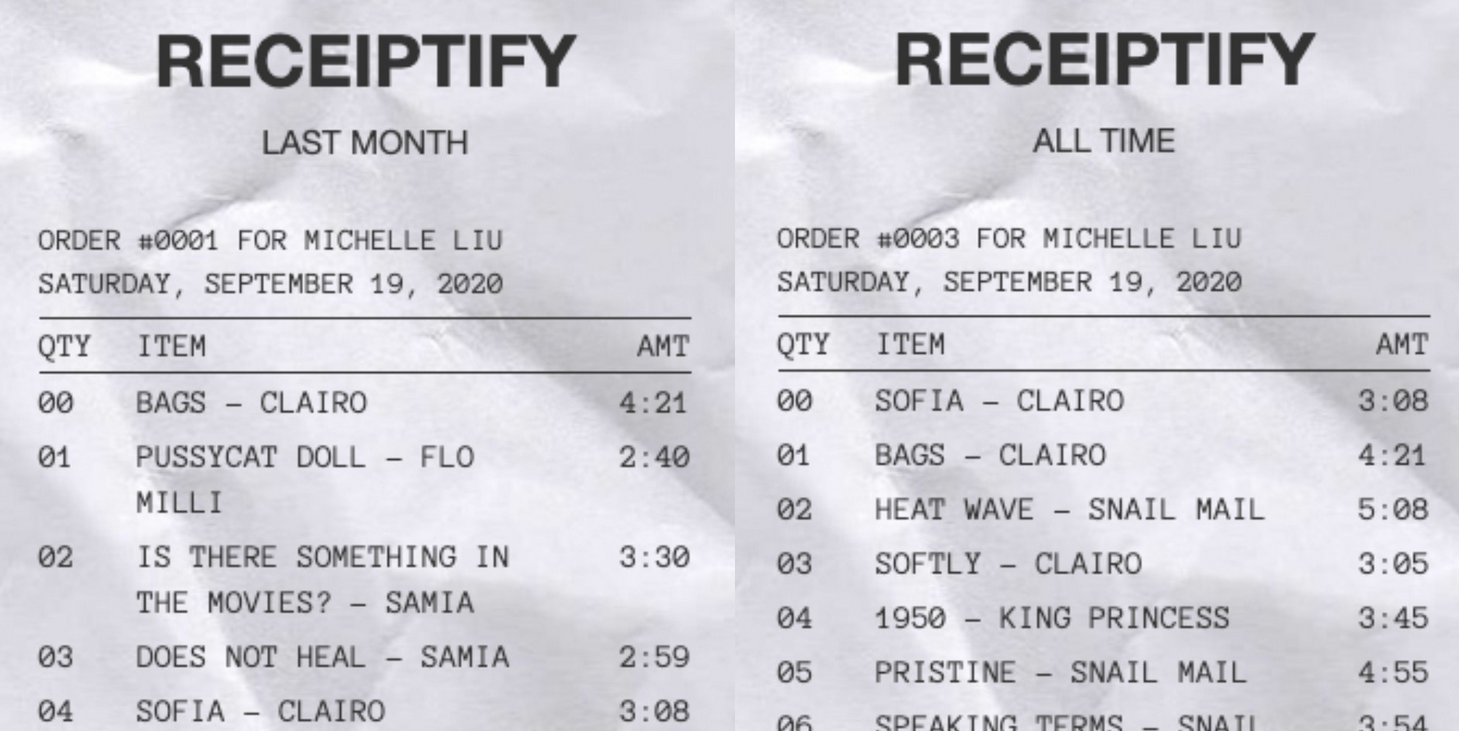 RECEIPTIFY
LAST MONTH
ORDER #0001 FOR MICHELLE LIU
SATURDAY, SEPTEMBER 19, 2020
QTY ITEM AMT
00 BAGS – CLAIRO 4:21
01 PUSSYCAT DOLL – FLO 2:40
MILLI
02 IS THERE SOMETHING IN 3:30
THE MOVIES? – SAMIA
03 DOES NOT HEAL – SAMIA 2:59
04 SOFIA – CLAIRO 3:08
RECEIPTIFY
ALL TIME
ORDER #0003 FOR MICHELLE LIU
SATURDAY, SEPTEMBER 19, 2020
QTY ITEM AMT
00 SOFIA – CLAIRO 3:08
01 BAGS – CLAIRO 4:21
02 HEAT WAVE – SNAIL MAIL 5:08
03 SOFTLY – CLAIRO 3:05
04 1950 – KING PRINCESS 3:45
05 PRISTINE – SNAIL MAIL 4:55
06 SPEAKING TERMS – SNAIL 3:54